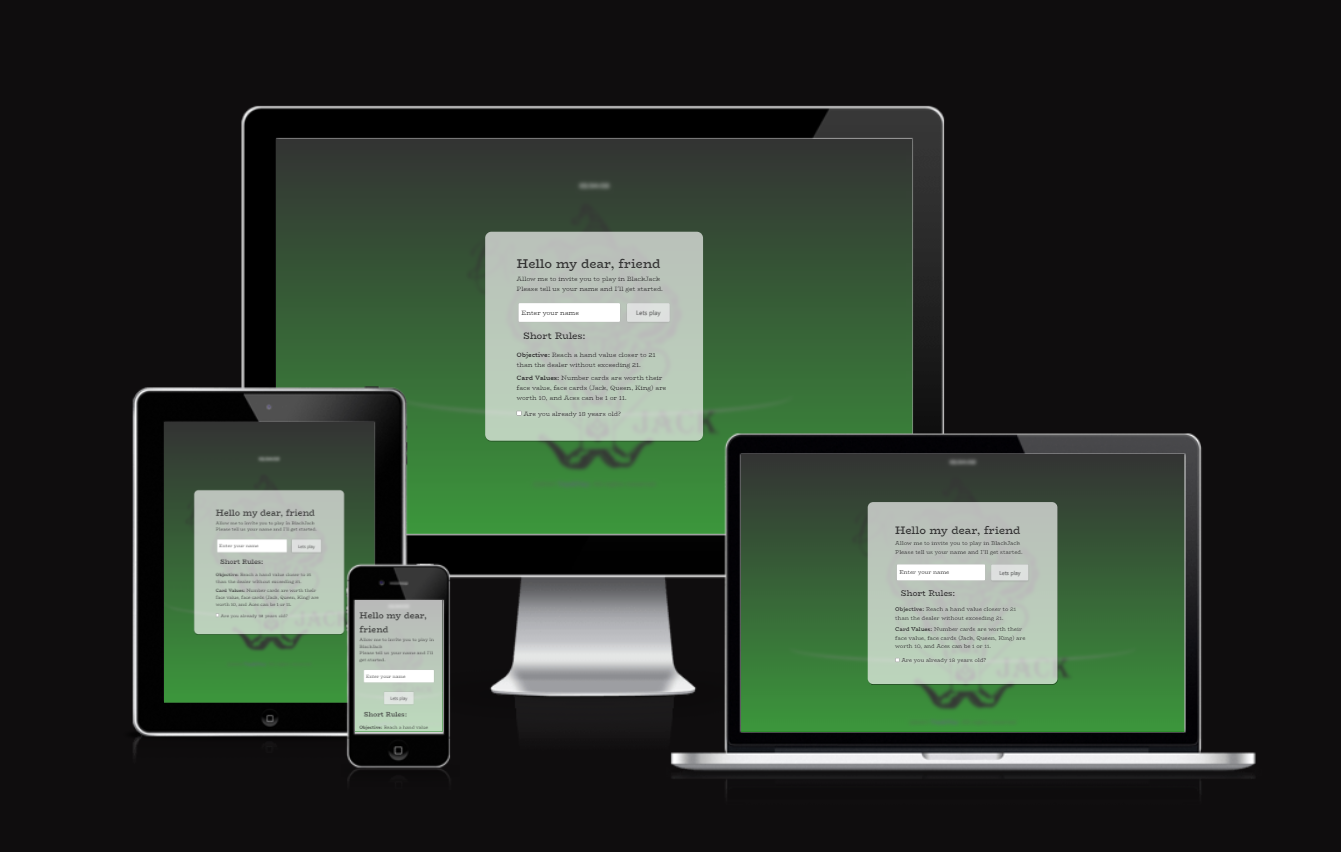 Hello my dear, friend
Allow me to invite you to play in BlackJack
Please tell us your name and I'll get started.
Enter your name
Lets play
Short Rules:
Objective: Reach a hand value closer to 21
than the dealer without exceeding 21.
Card Values: Number cards are worth their
face value, face cards (Jack, Queen, King) are
worth 10, and Aces can be 1 or 11.
Are you already 18 years old?
JACK
Hello my dear, friend
Allow me to invite you to play in BlackJack
Please tell us your name and I'll get started.
Enter your name
Lets play
Short Rules:
Objective: Reach a hand value closer to 21
than the dealer without exceeding 21.
Card Values: Number cards are worth their
face value, face cards (Jack, Queen, King) are
worth 10, and Aces can be 1 or 11.
Are you already 18 years old?
JACK
Hello my dear,
friend
Allow me to invite you to play in
BlackJack
Please tell us your name and I'll
get started.
Enter your name
Lets play
Short Rules:
Objective: Reach a hand value
Hello my dear, friend
Allow me to invite you to play in BlackJack
Please tell us your name and I'll get started.
Enter your name
Lets play
Short Rules:
Objective: Reach a hand value closer to 21
than the dealer without exceeding 21.
Card Values: Number cards are worth their
face value, face cards (Jack, Queen, King) are
worth 10, and Aces can be 1 or 11.
Are you already 18 years old?
JACK